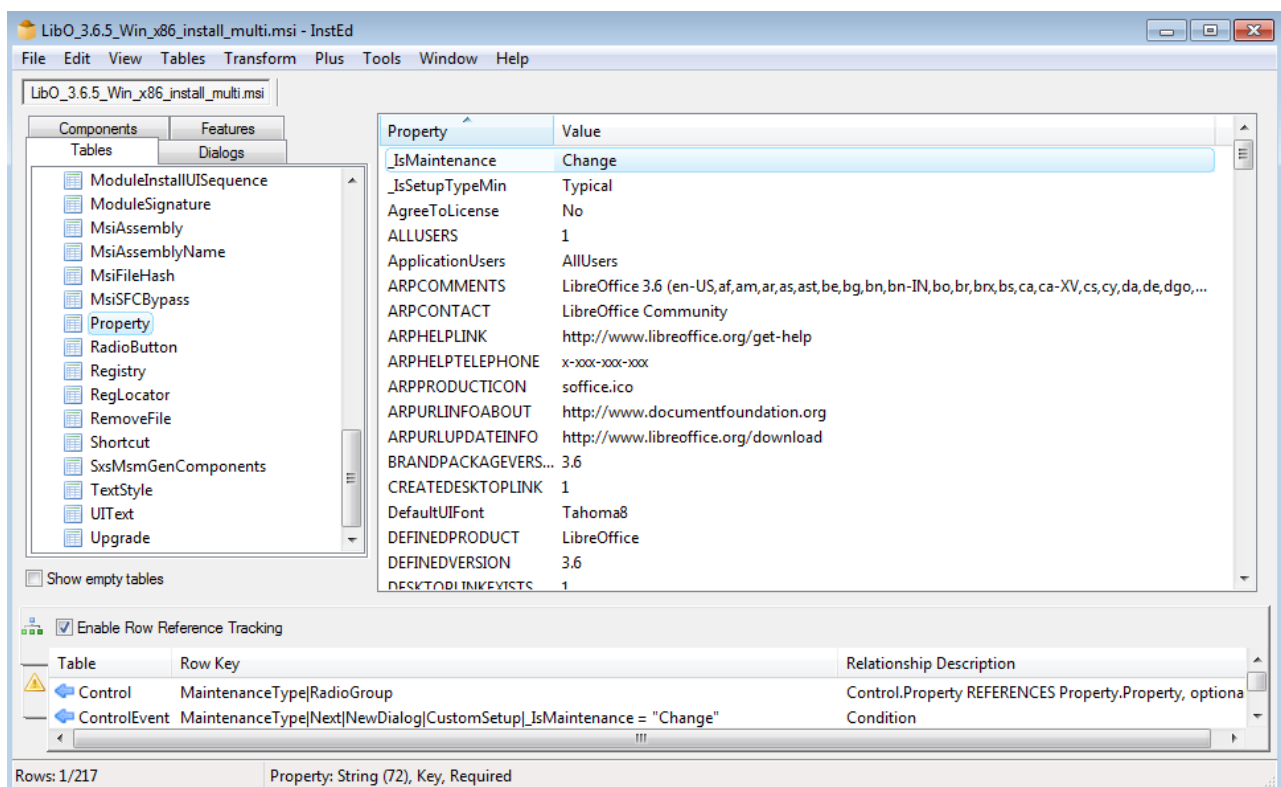 LibO_3.6.5_Win_x86_install_multi.msi - InstEd
File Edit View Tables Transform Plus Tools Window Help
LibO_3.6.5_Win_x86_install_multi.msi
Components Features
Tables Dialogs
ModuleInstallUISequence
ModuleSignature
MsiAssembly
MsiAssemblyName
MsiFileHash
MsiSFCBypass
Property
RadioButton
Registry
RegLocator
RemoveFile
Shortcut
SxsMsmGenComponents
TextStyle
UIText
Upgrade
Show empty tables
Property Value
_IsMaintenance Change
_IsSetupTypeMin Typical
AgreeToLicense No
ALLUSERS 1
ApplicationUsers AllUsers
ARPCOMMENTS LibreOffice 3.6 (en-US,af,am,ar,as,ast,be,bg,bn,bn-IN,bo,br,brx,bs,ca,ca-XV,cs,cy,da,de,dgo,...
ARPCONTACT LibreOffice Community
ARPHELPLINK http://www.libreoffice.org/get-help
ARPHELPTELEPHONE x-xxx-xxx-xxx
ARPPRODUCTICON soffice.ico
ARPURLINFOABOUT http://www.documentfoundation.org
ARPURLUPDATEINFO http://www.libreoffice.org/download
BRANDPACKAGEVERS... 3.6
CREATEDESKTOPLINK 1
DefaultUIFont Tahoma8
DEFINEDPRODUCT LibreOffice
DEFINEDVERSION 3.6
DESKTOPLINKEXISTS 1
Enable Row Reference Tracking
Table Row Key Relationship Description
Control MaintenanceType|RadioGroup Control.Property REFERENCES Property.Property, optiona
ControlEvent MaintenanceType|Next|NewDialog|CustomSetup|_IsMaintenance = "Change" Condition
Rows: 1/217 Property: String (72), Key, Required